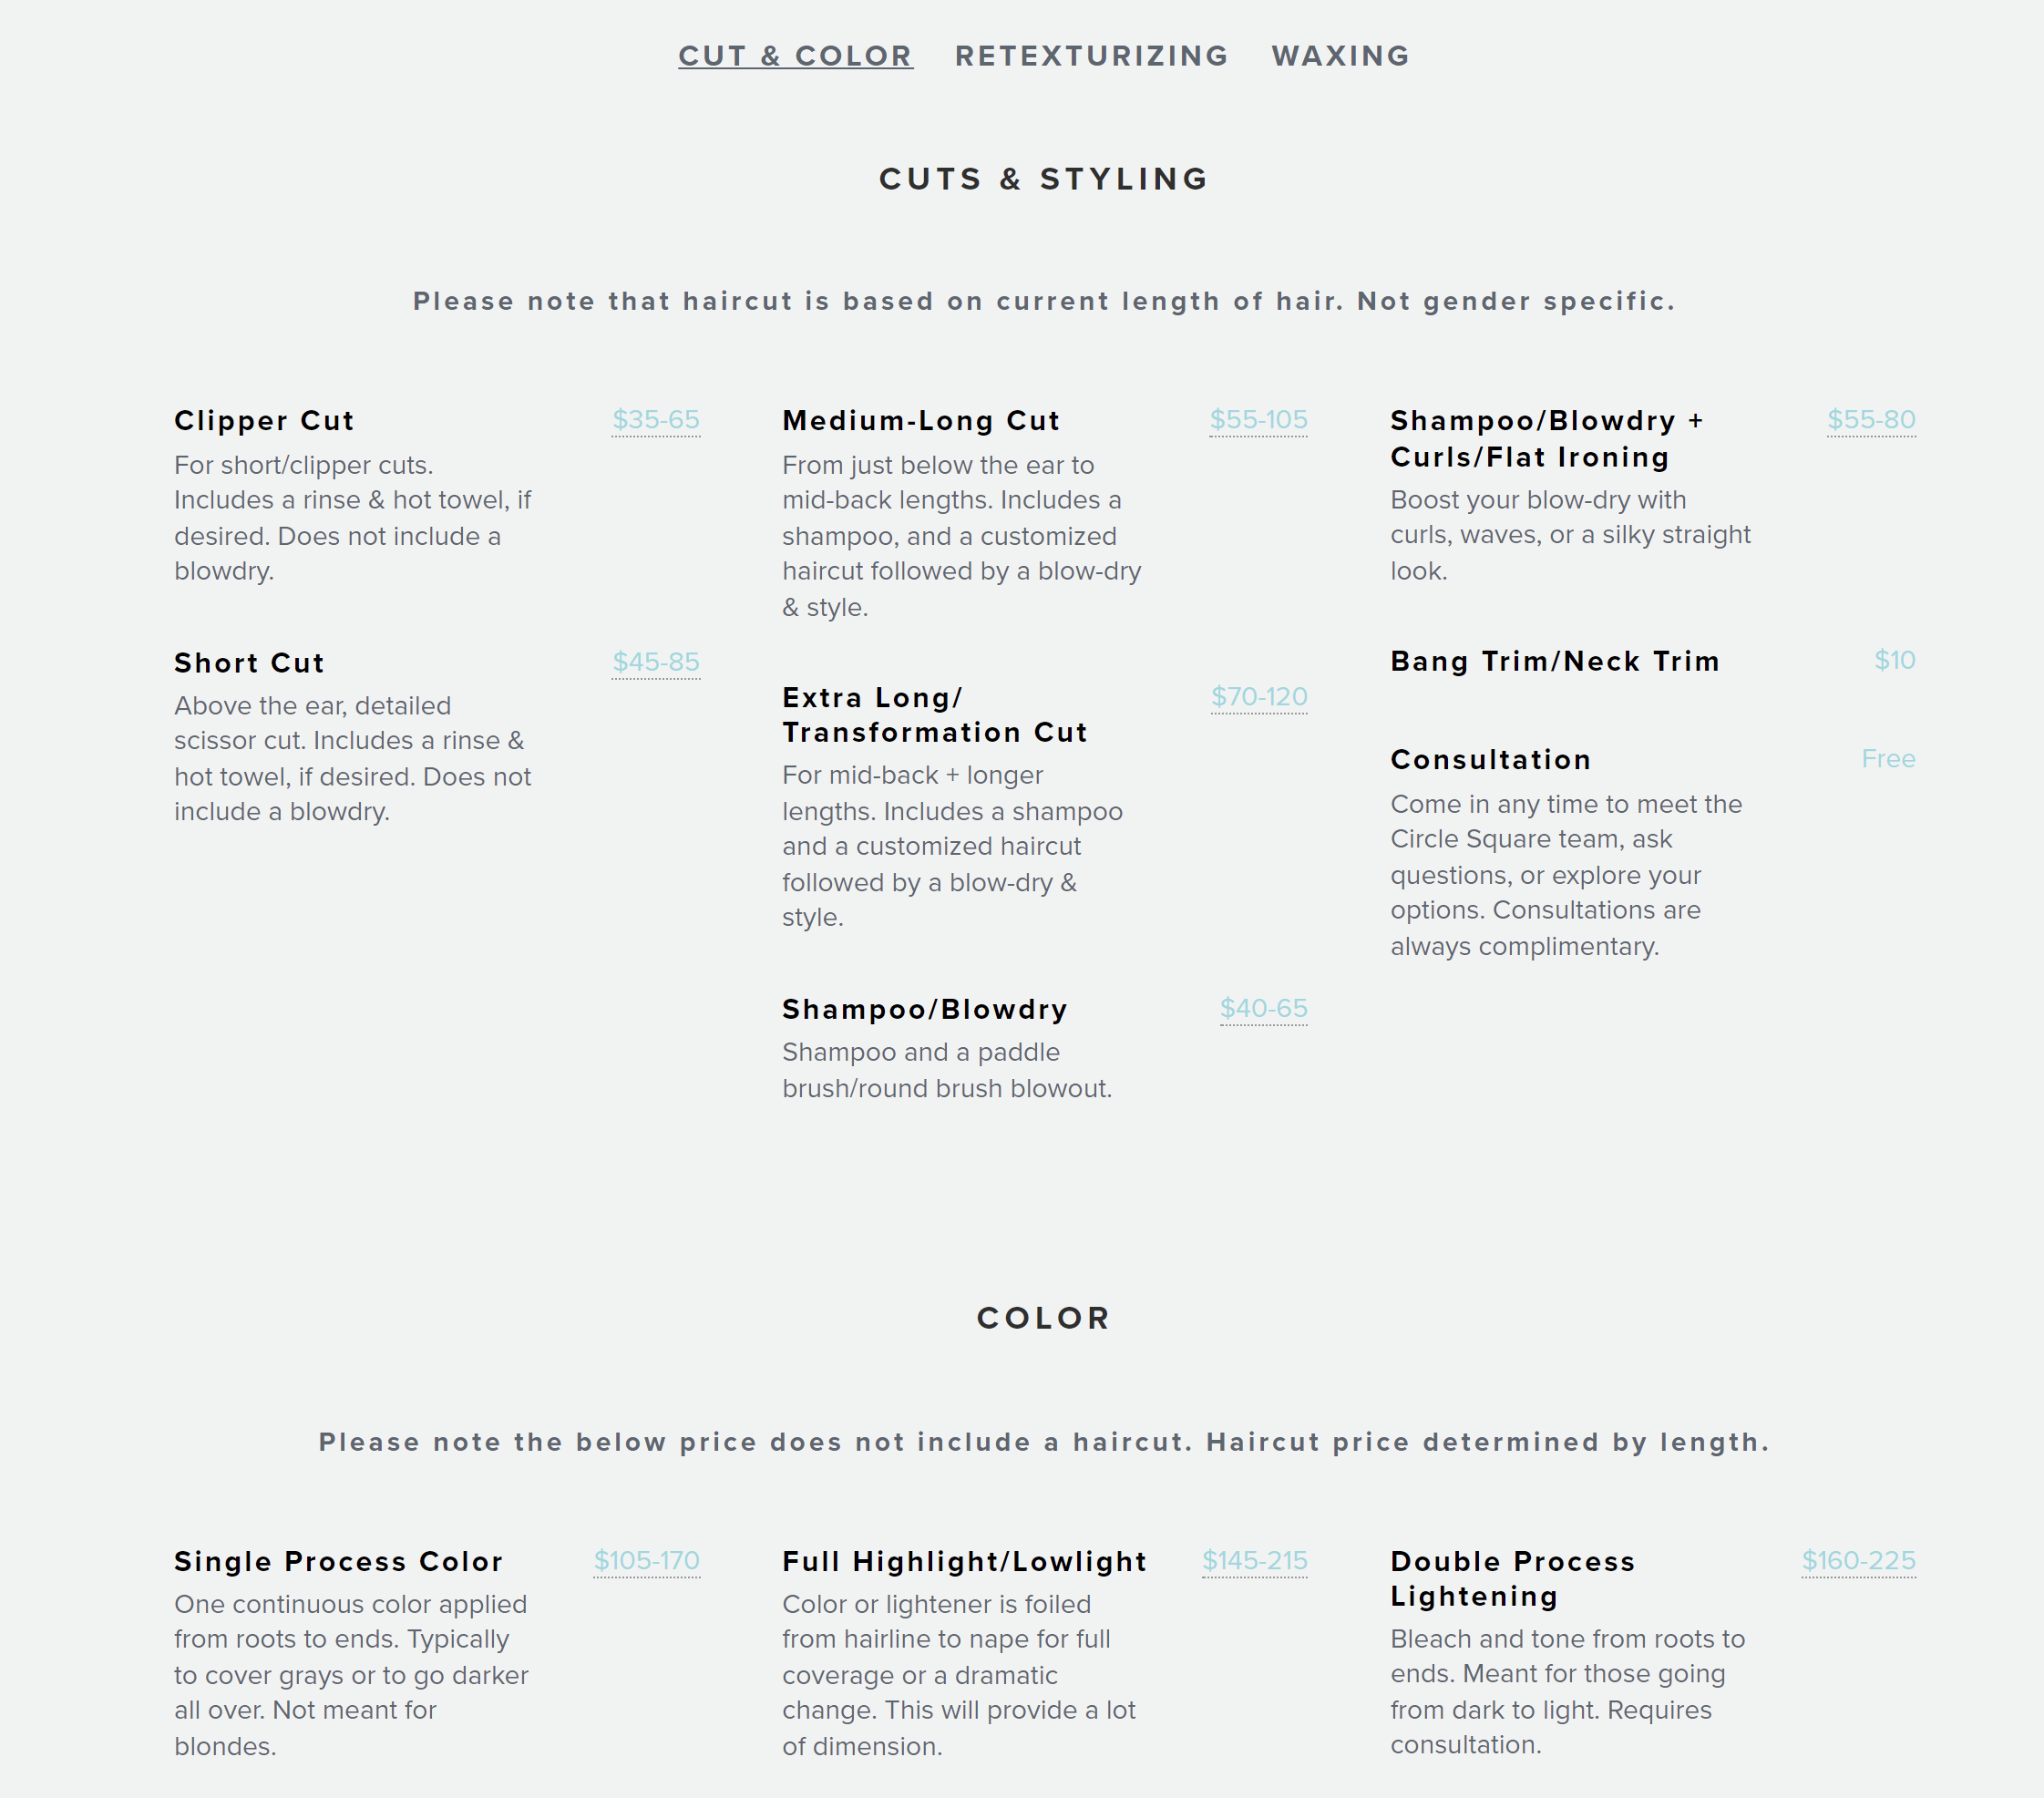 CUT & COLOR RETEXTURIZING WAXING
CUTS & STYLING
Please note that haircut is based on current length of hair. Not gender specific.
Clipper Cut $35-65
For short/clipper cuts.
Includes a rinse & hot towel, if
desired. Does not include a
blowdry.
Short Cut $45-85
Above the ear, detailed
scissor cut. Includes a rinse &
hot towel, if desired. Does not
include a blowdry.
Medium-Long Cut $55-105
From just below the ear to
mid-back lengths. Includes a
shampoo, and a customized
haircut followed by a blow-dry
& style.
Extra Long/ $70-120
Transformation Cut
For mid-back + longer
lengths. Includes a shampoo
and a customized haircut
followed by a blow-dry &
style.
Shampoo/Blowdry $40-65
Shampoo and a paddle
brush/round brush blowout.
Shampoo/Blowdry + $55-80
Curls/Flat Ironing
Boost your blow-dry with
curls, waves, or a silky straight
look.
Bang Trim/Neck Trim $10
Consultation Free
Come in any time to meet the
Circle Square team, ask
questions, or explore your
options. Consultations are
always complimentary.
COLOR
Please note the below price does not include a haircut. Haircut price determined by length.
Single Process Color $105-170
One continuous color applied
from roots to ends. Typically
to cover grays or to go darker
all over. Not meant for
blondes.
Full Highlight/Lowlight $145-215
Color or lightener is foiled
from hairline to nape for full
coverage or a dramatic
change. This will provide a lot
of dimension.
Double Process $160-225
Lightening
Bleach and tone from roots to
ends. Meant for those going
from dark to light. Requires
consultation.